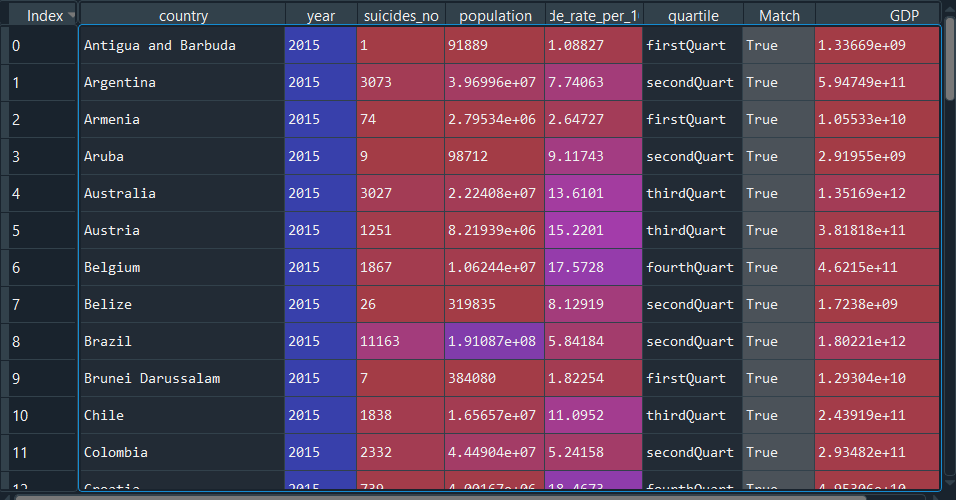 Index country year suicides_no population de_rate_per_1 quartile Match GDP
0 Antigua and Barbuda 2015 1 91889 1.08827 firstQuart True 1.33669e+09
1 Argentina 2015 3073 3.96996e+07 7.74063 secondQuart True 5.94749e+11
2 Armenia 2015 74 2.79534e+06 2.64727 firstQuart True 1.05533e+10
3 Aruba 2015 9 98712 9.11743 secondQuart True 2.91955e+09
4 Australia 2015 3027 2.22408e+07 13.6101 thirdQuart True 1.35169e+12
5 Austria 2015 1251 8.21939e+06 15.2201 thirdQuart True 3.81818e+11
6 Belgium 2015 1867 1.06244e+07 17.5728 fourthQuart True 4.6215e+11
7 Belize 2015 26 319835 8.12919 secondQuart True 1.7238e+09
8 Brazil 2015 11163 1.91087e+08 5.84184 secondQuart True 1.80221e+12
9 Brunei Darussalam 2015 7 384080 1.82254 firstQuart True 1.29304e+10
10 Chile 2015 1838 1.65657e+07 11.0952 thirdQuart True 2.43919e+11
11 Colombia 2015 2332 4.44907e+07 5.24158 secondQuart True 2.93482e+11
12 Croatia 2015 739 4.00167e+06 18.4673 fourthQuart True 4.95306e+10